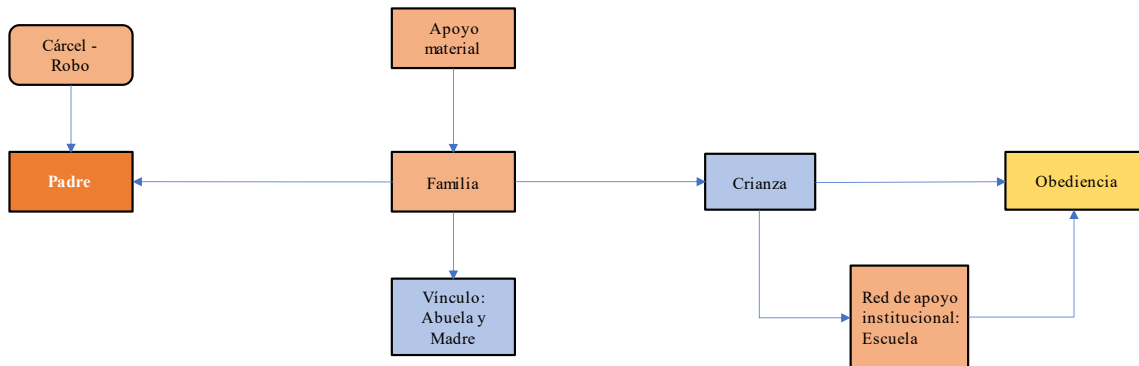 Cárcel -
Robo
Apoyo
material
Padre
Familia
Crianza
Obediencia
Vínculo:
Abuela y
Madre
Red de apoyo
institucional:
Escuela